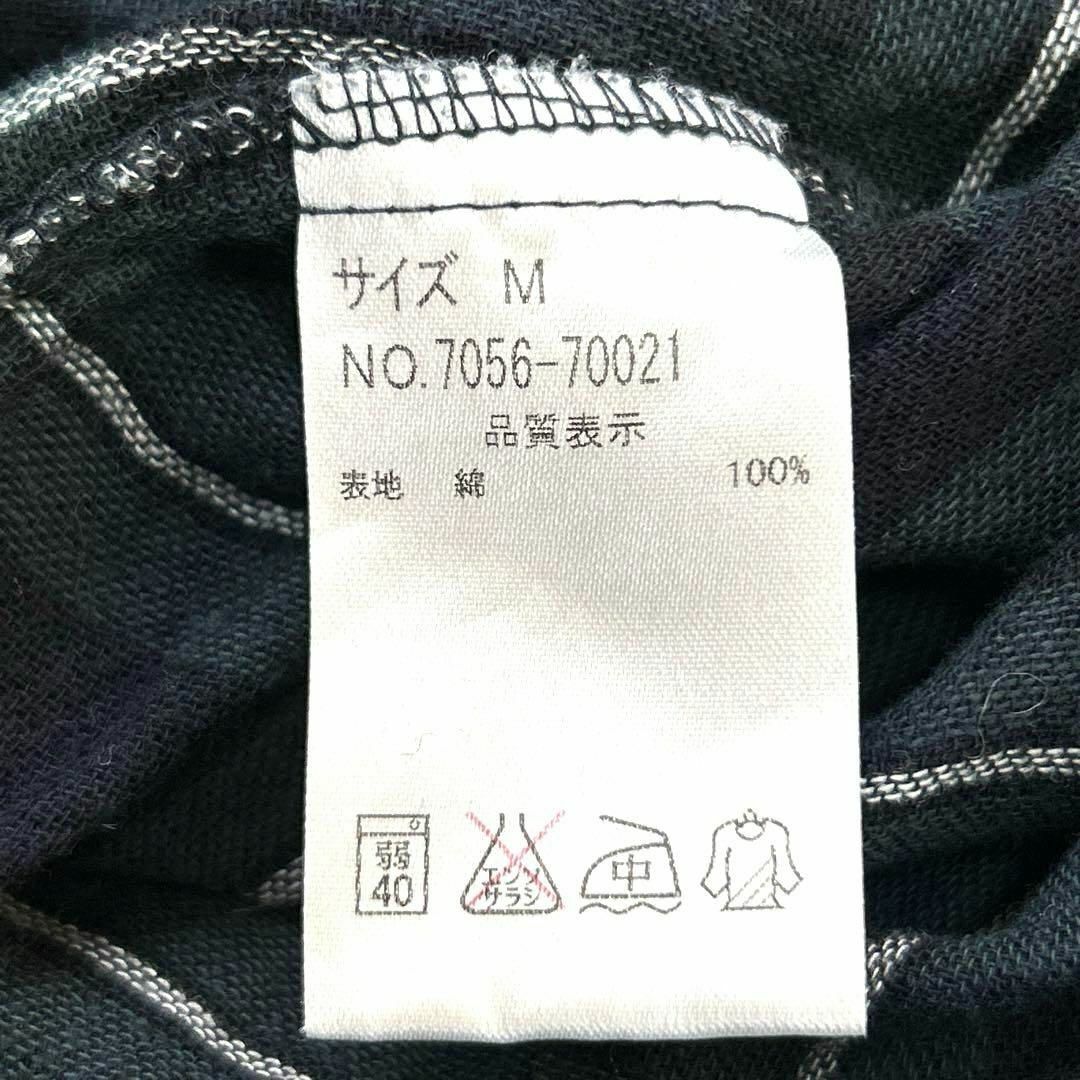 サイズ M
NO.7056-70021
品質表示
表地 綿 100%
弱
40
エンソ
サラシ
中